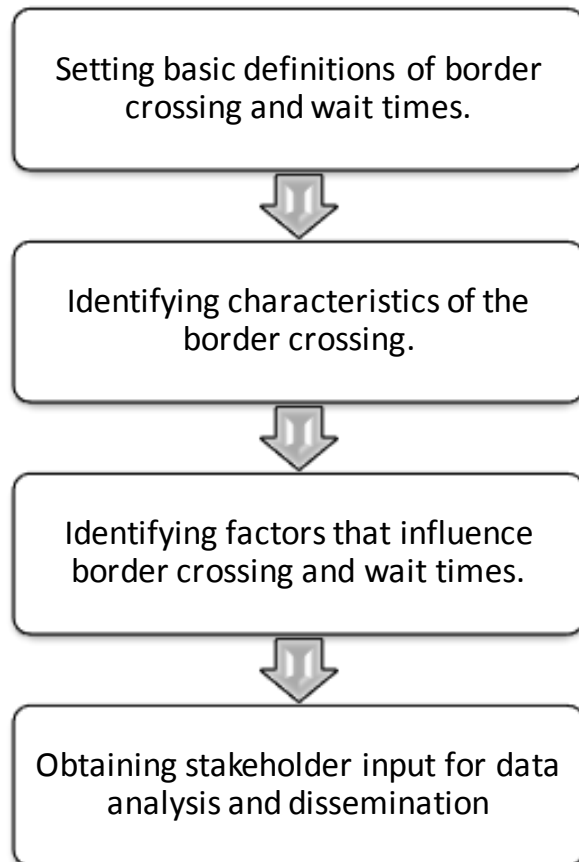 Setting basic definitions of border
crossing and wait times.
Identifying characteristics of the
border crossing.
Identifying factors that influence
border crossing and wait times.
Obtaining stakeholder input for data
analysis and dissemination